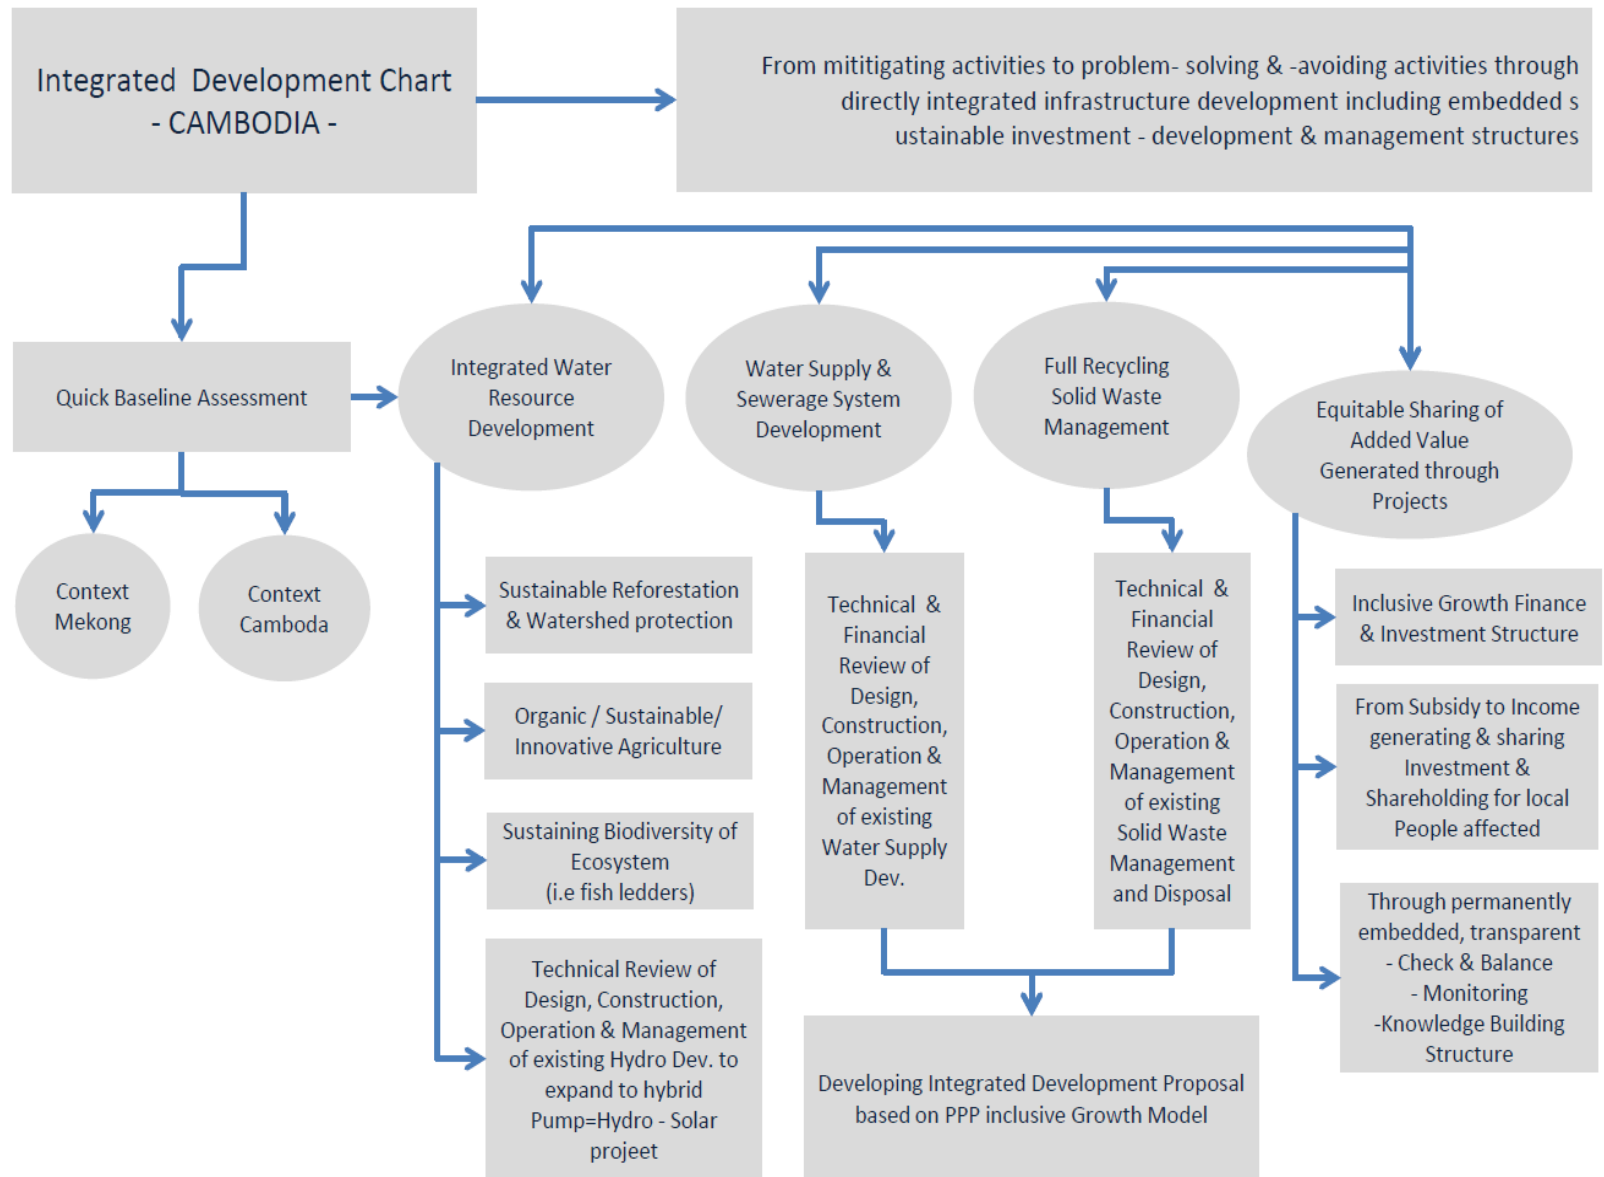 Integrated Development Chart
- CAMBODIA -
From mititigating activities to problem- solving & -avoiding activities through
directly integrated infrastructure development including embedded s
ustainable investment - development & management structures
Quick Baseline Assessment
Context
Mekong
Context
Camboda
Integrated Water
Resource
Development
Sustainable Reforestation
& Watershed protection
Organic / Sustainable/
Innovative Agriculture
Sustaining Biodiversity of
Ecosystem
(i.e fish ledders)
Technical Review of
Design, Construction,
Operation & Management
of existing Hydro Dev. to
expand to hybrid
Pump=Hydro - Solar
projeet
Water Supply &
Sewerage System
Development
Technical &
Financial
Review of
Design,
Construction,
Operation &
Management
of existing
Water Supply
Dev.
Full Recycling
Solid Waste
Management
Technical &
Financial
Review of
Design,
Construction,
Operation &
Management
of existing
Solid Waste
Management
and Disposal
Developing Integrated Development Proposal
based on PPP inclusive Growth Model
Equitable Sharing of
Added Value
Generated through
Projects
Inclusive Growth Finance
& Investment Structure
From Subsidy to Income
generating & sharing
Investment &
Shareholding for local
People affected
Through permanently
embedded, transparent
- Check & Balance
- Monitoring
-Knowledge Building
Structure